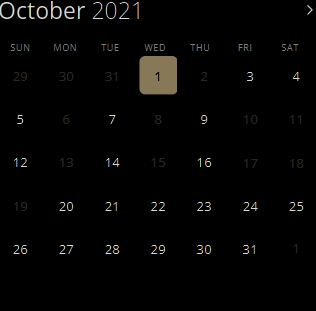 October 2021
SUN MON TUE WED THU FRI SAT
29 30 31 1 2 3 4
5 6 7 8 9 10 11
12 13 14 15 16 17 18
19 20 21 22 23 24 25
26 27 28 29 30 31 1